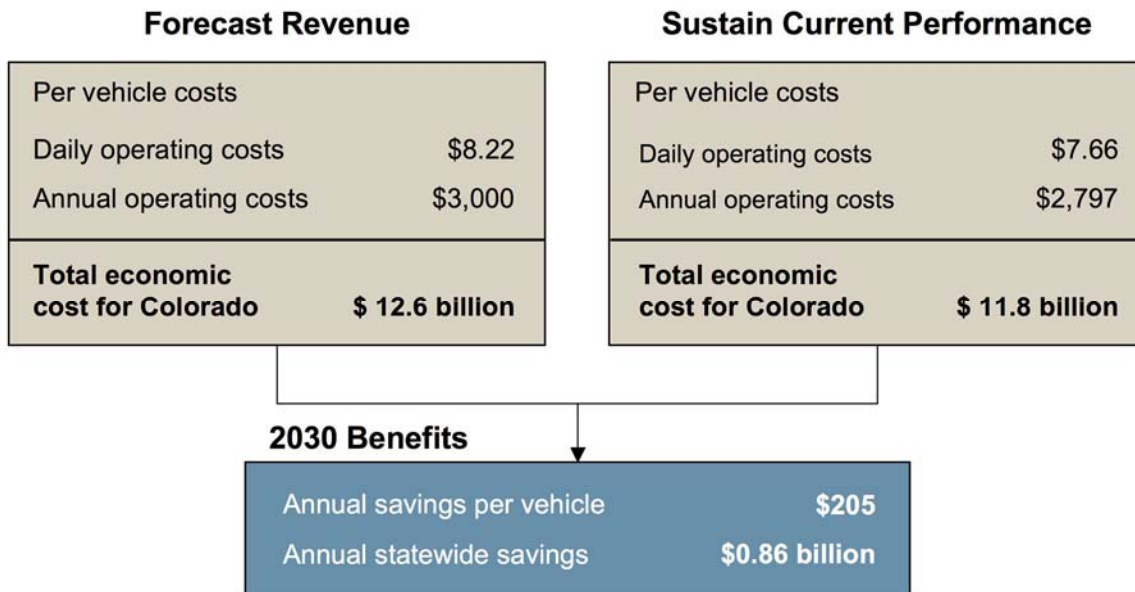 Forecast Revenue
Per vehicle costs
Daily operating costs $8.22
Annual operating costs $3,000
Total economic
cost for Colorado $ 12.6 billion
Sustain Current Performance
Per vehicle costs
Daily operating costs $7.66
Annual operating costs $2,797
Total economic
cost for Colorado $ 11.8 billion
2030 Benefits
Annual savings per vehicle $205
Annual statewide savings $0.86 billion